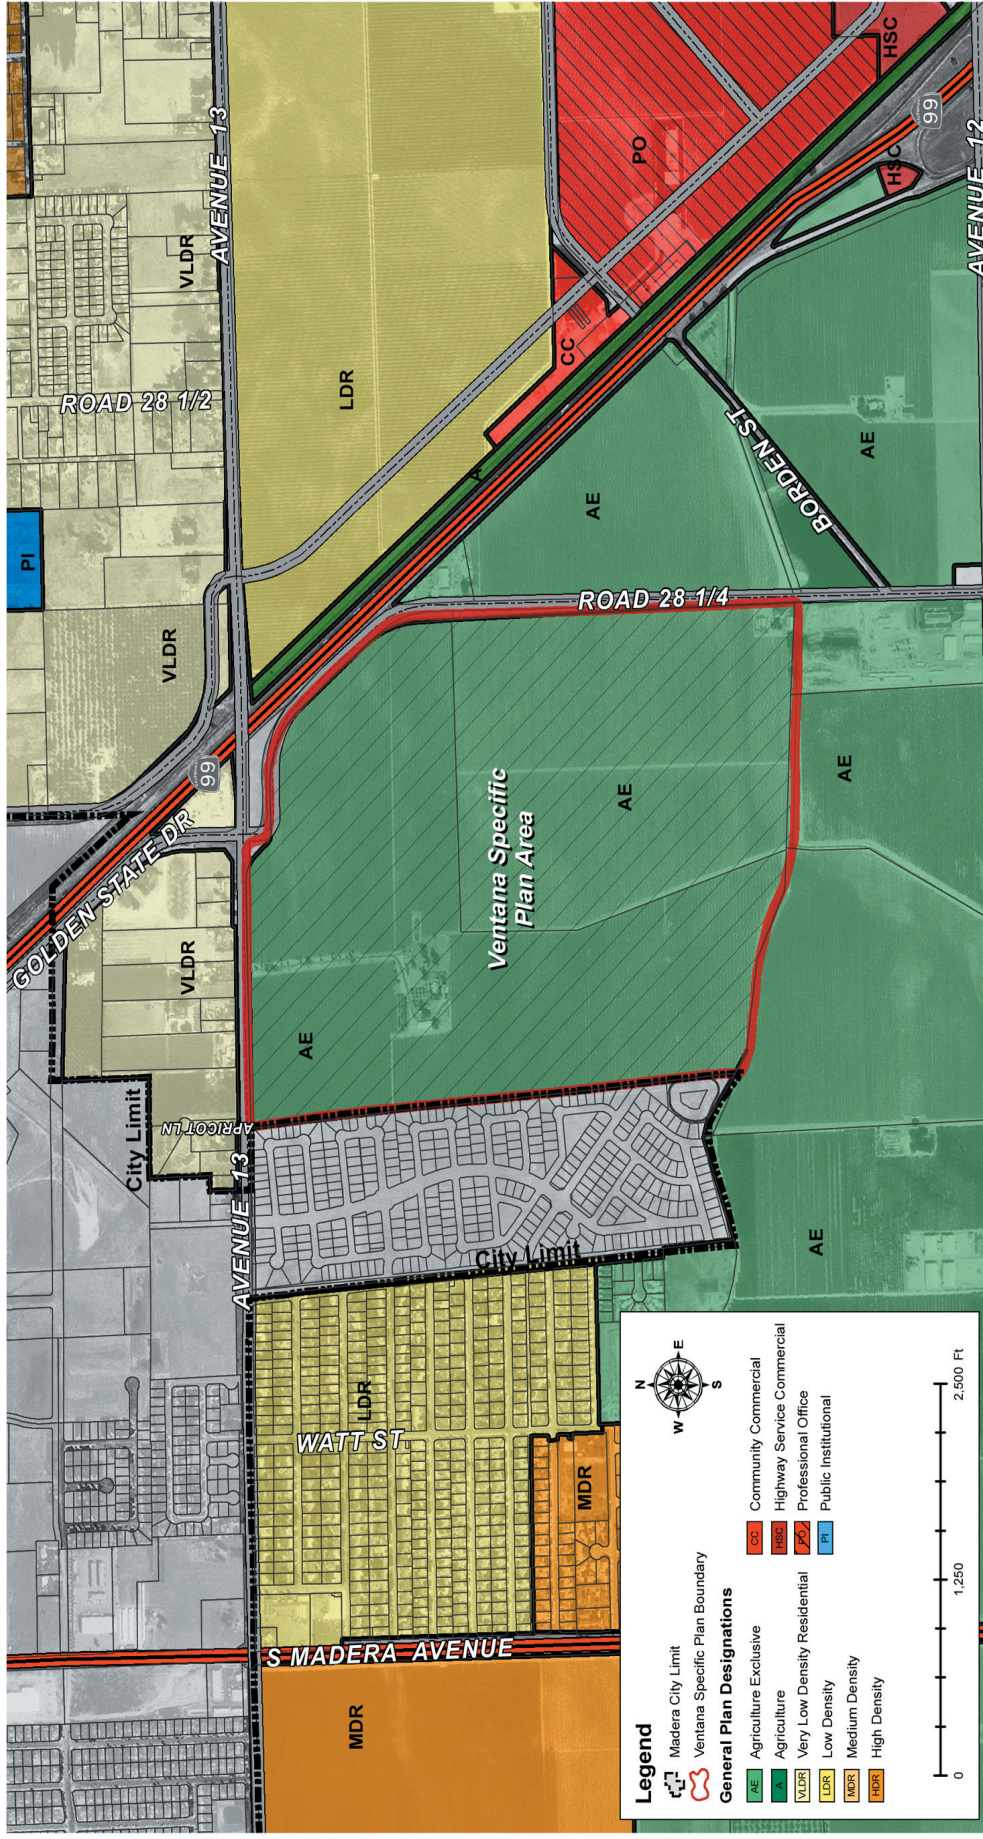 AVENUE 13
VLDR
ROAD 28 1/2
LDR
PI
VLDR
HSC
99
AVENUE 12
HSC
PO
CC
A
AE
BORDEN ST
AE
ROAD 28 1/4
99
GOLDEN STATE DR
VLDR
Ventana Specific
Plan Area
AE
AE
AE
City Limit
APRICOT LN
AVENUE 13
City Limit
AE
LDR
WATT ST
MDR
S MADERA AVENUE
MDR
Legend
Madera City Limit
Ventana Specific Plan Boundary
General Plan Designations
AE Agriculture Exclusive
A Agriculture
VLDR Very Low Density Residential
LDR Low Density
MDR Medium Density
HDR High Density
CC Community Commercial
HSC Highway Service Commercial
PO Professional Office
PI Public Institutional
N
W E
S
0 1,250 2,500 Ft